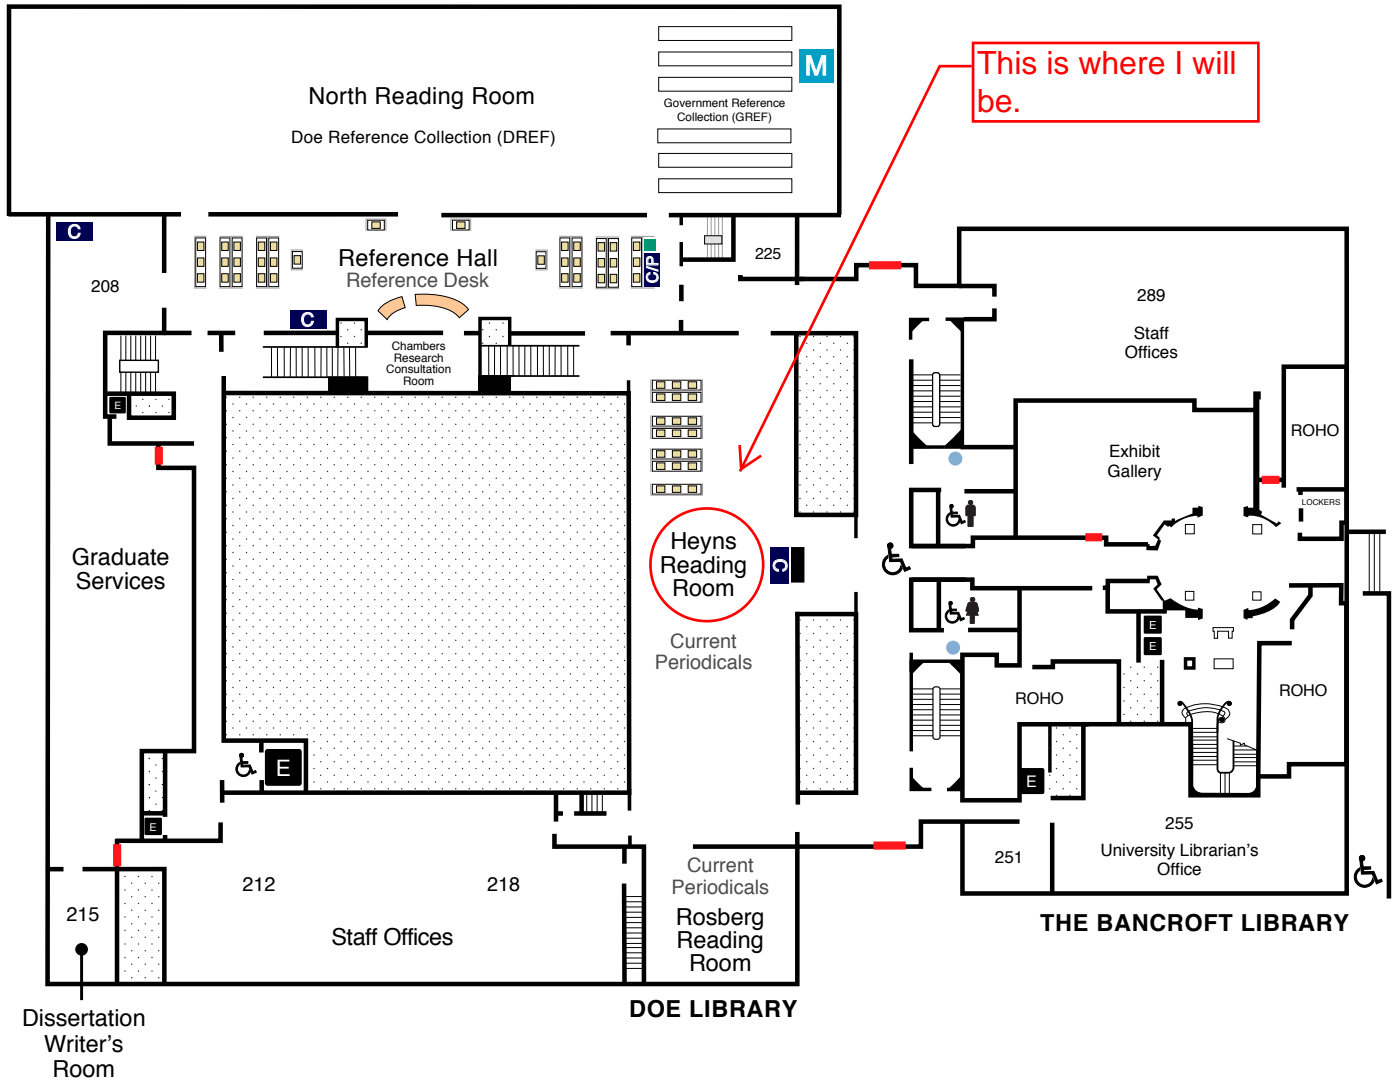 This is where I will
be.
M
North Reading Room
Doe Reference Collection (DREF)
Government Reference
Collection (GREF)
C
208
Reference Hall
Reference Desk
C/P
225
C
Chambers
Research
Consultation
Room
E
289
Staff
Offices
ROHO
Exhibit
Gallery
LOCKERS
Graduate
Services
Heyns
Reading
Room
C
Current
Periodicals
E
E
ROHO
ROHO
E
E
E
212
218
Staff Offices
215
Current
Periodicals
Rosberg
Reading
Room
251
255
University Librarian's
Office
THE BANCROFT LIBRARY
DOE LIBRARY
Dissertation
Writer's
Room